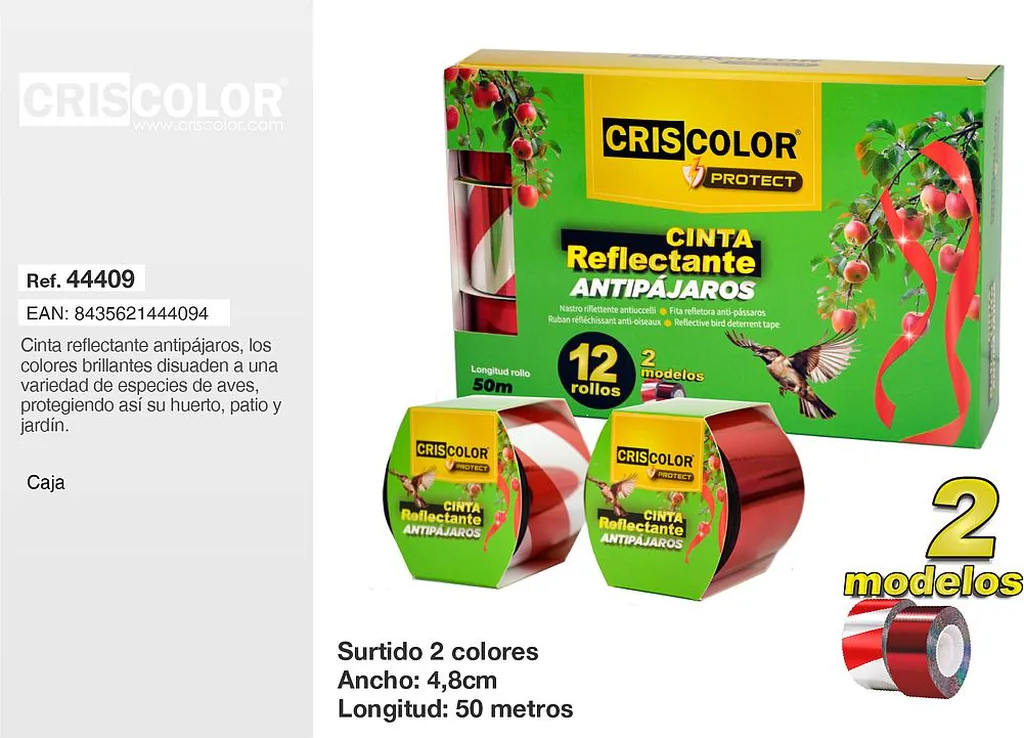 CRISCOLOR®
www.criscolor.com
Ref. 44409
EAN: 8435621444094
Cinta reflectante antipájaros, los
colores brillantes disuaden a una
variedad de especies de aves,
protegiendo así su huerto, patio y
jardín.
Caja
CRISCOLOR®
PROTECT
CINTA
Reflectante
ANTIPÁJAROS
Nastro riflettente antiuccelli Fita refletora anti-pássaros
Ruban réfléchissant anti-oiseaux Reflective bird deterrent tape
Longitud rollo
50m
12
rollos
2
modelos
CRISCOLOR
PROTECT
CINTA
Reflectante
ANTIPÁJAROS
CRISCOLOR
PROTECT
CINTA
Reflectante
ANTIPÁJAROS
2
modelos
Surtido 2 colores
Ancho: 4,8cm
Longitud: 50 metros